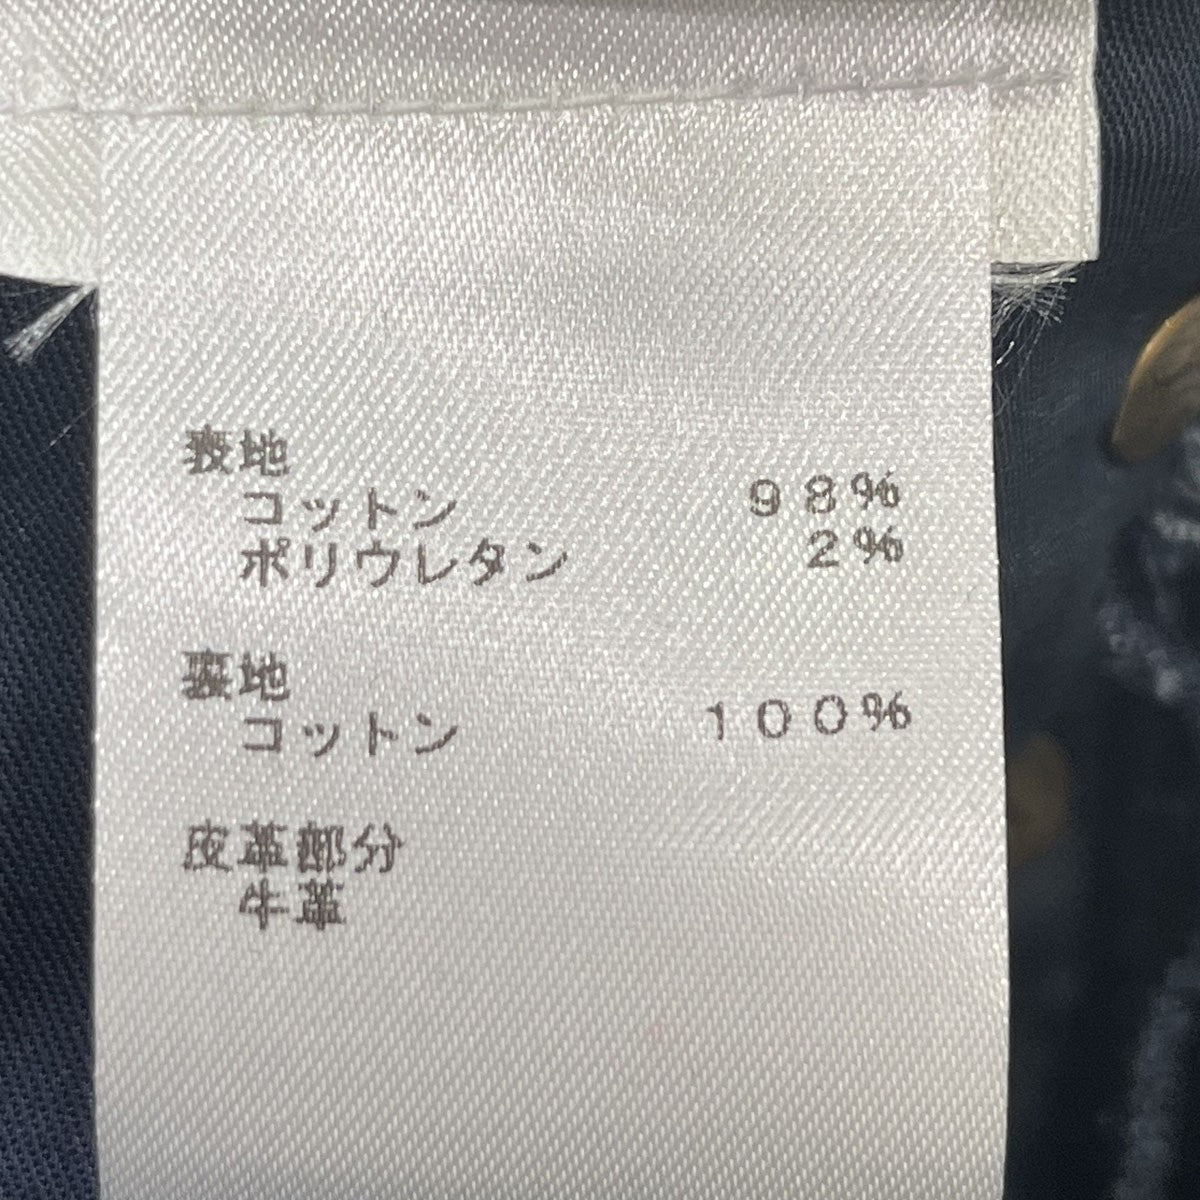 表地
コットン 98%
ポリウレタン 2%
裏地
コットン 100%
皮革部分
牛革